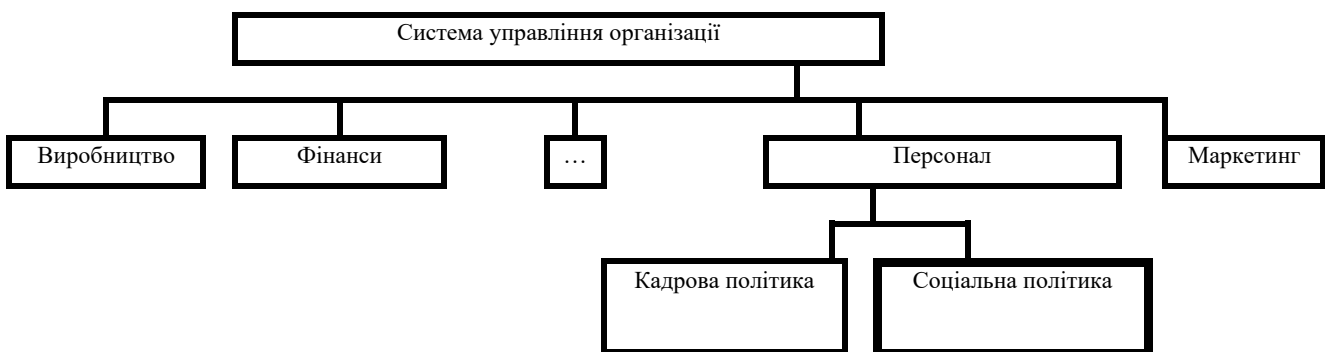 Система управління організації
Виробництво
Фінанси
…
Персонал
Маркетинг
Кадрова політика
Соціальна політика